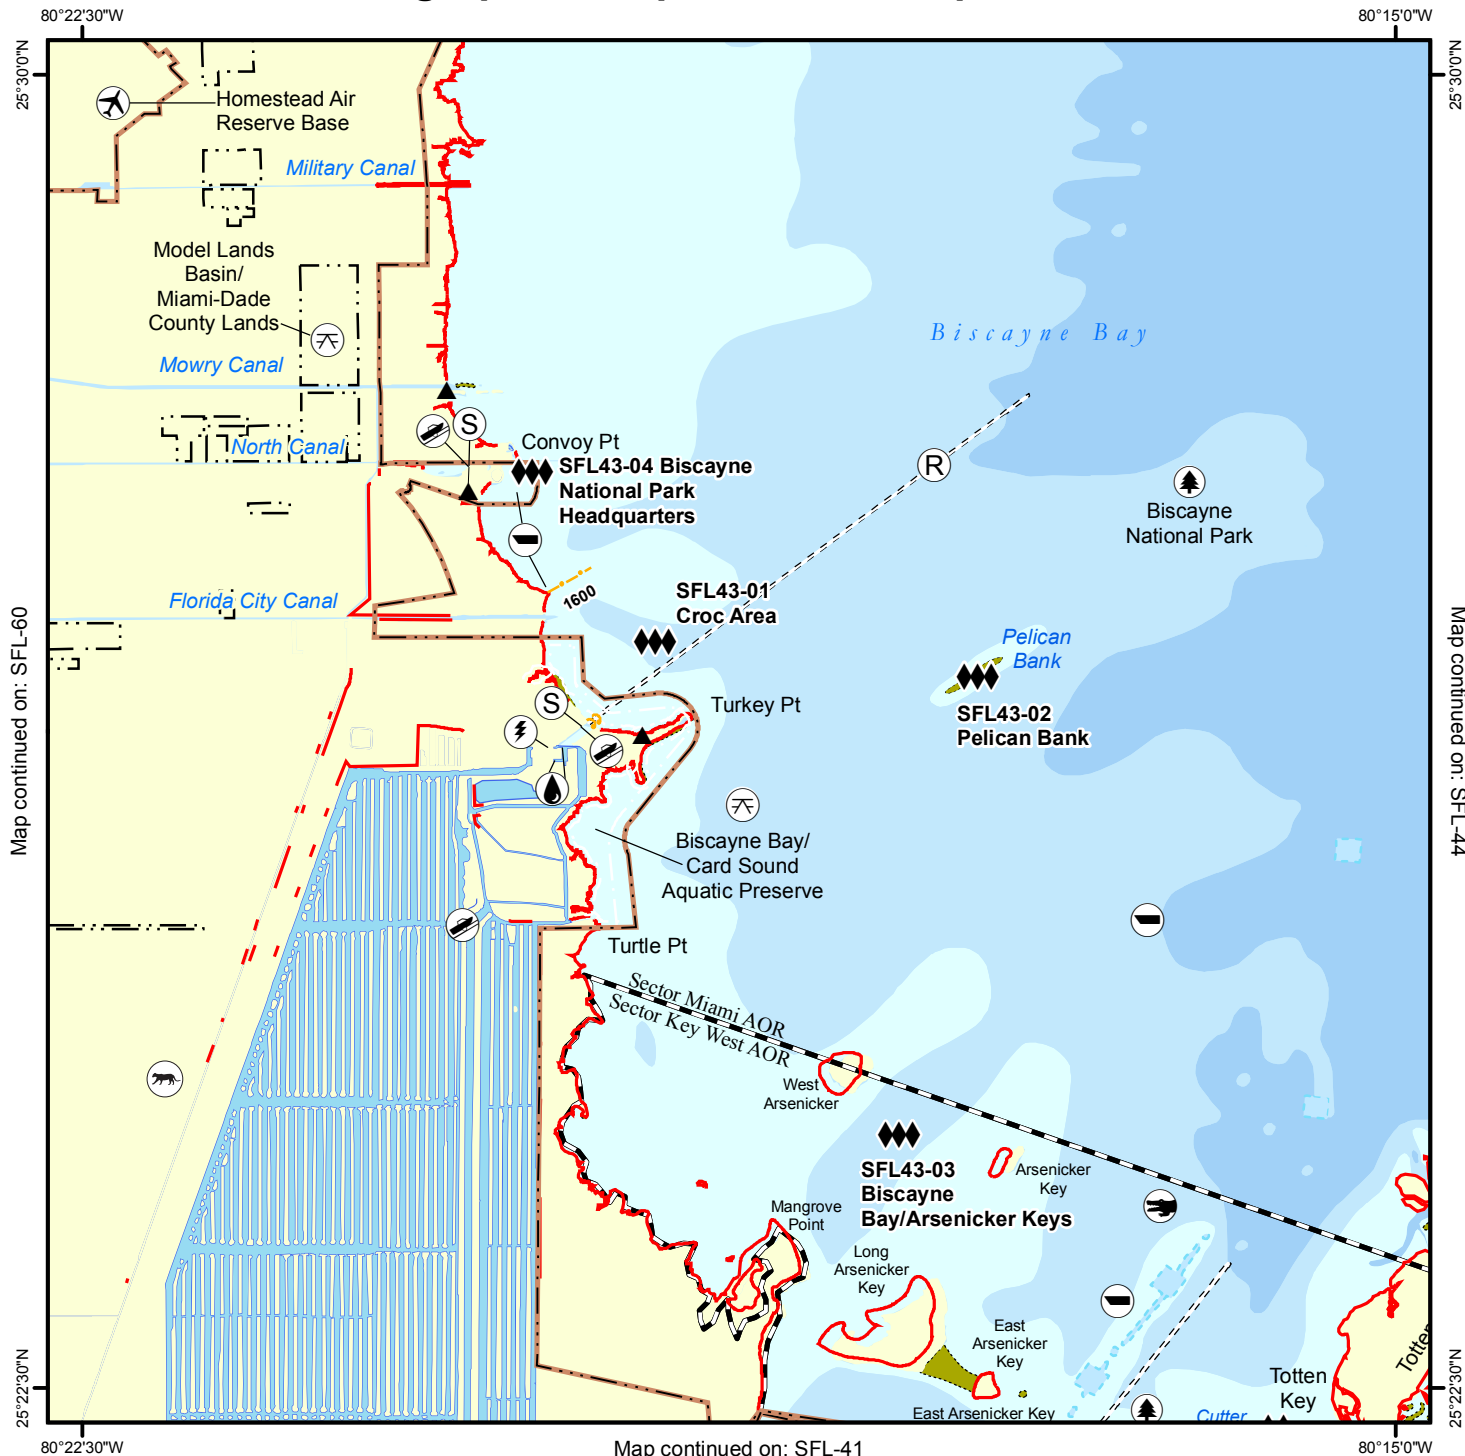 80°22'30"W
80°15'0"W
25°30'0"N
25°30'0"N
Homestead Air
Reserve Base
Military Canal
Model Lands
Basin/
Miami-Dade
County Lands
Biscayne Bay
Mowry Canal
S
Convoy Pt
North Canal
SFL43-04 Biscayne
National Park
Headquarters
R
Biscayne
National Park
1600
SFL43-01
Croc Area
Florida City Canal
Map continued on: SFL-60
Map continued on: SFL-44
Pelican
Bank
S
Turkey Pt
SFL43-02
Pelican Bank
Biscayne Bay/
Card Sound
Aquatic Preserve
Turtle Pt
Sector Miami AOR
Sector Key West AOR
West
Arsenicker
SFL43-03
Biscayne
Bay/Arsenicker Keys
Arsenicker
Key
Mangrove
Point
Long
Arsenicker
Key
East
Arsenicker
Key
Totten
Key
East Arsenicker Key
Cutter
25°22'30"N
25°22'30"N
80°22'30"W
Map continued on: SFL-41
80°15'0"W